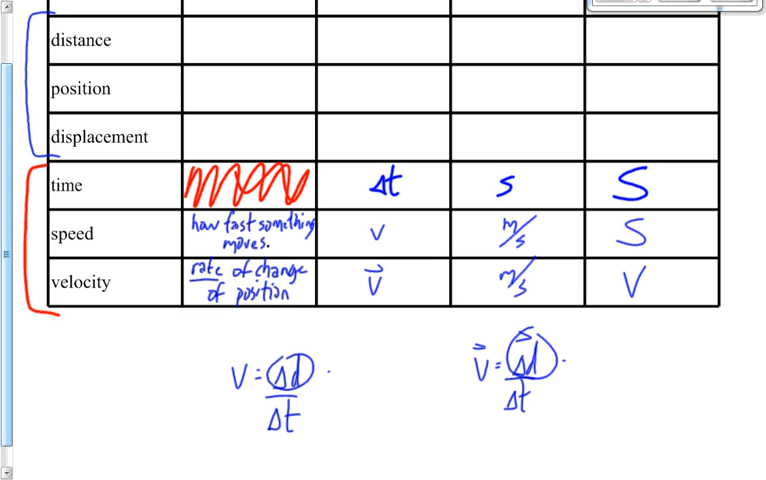 distance
position
displacement
time Δt s S
speed how fast something moves. v m/s S
velocity rate of change of position v⃗ m/s V
v = Δd / Δt
v⃗ = Δd⃗ / Δt